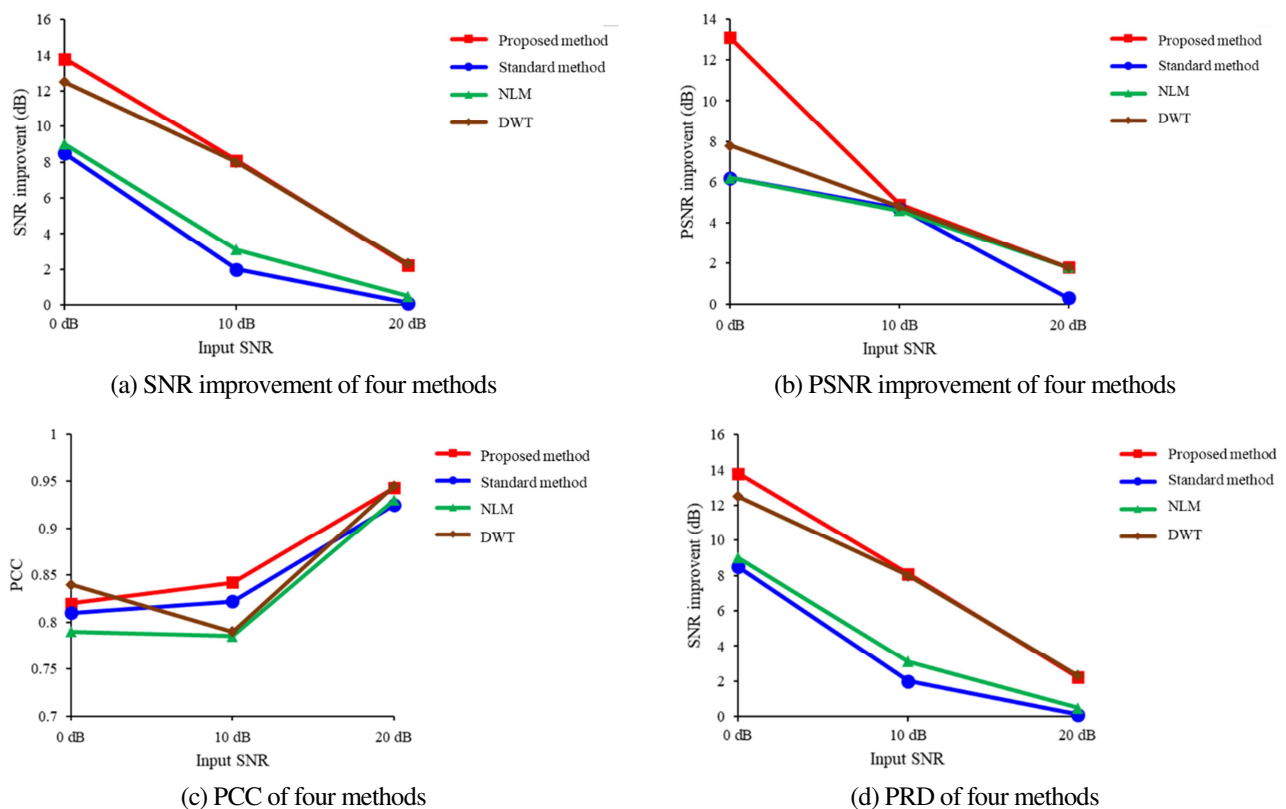 16
14
12
10
8
6
4
2
0
SNR improvent (dB)
0 dB 10 dB 20 dB
Input SNR
Proposed method
Standard method
NLM
DWT
(a) SNR improvement of four methods
14
12
10
8
6
4
2
0
PSNR improvent (dB)
0 dB 10 dB 20 dB
Input SNR
Proposed method
Standard method
NLM
DWT
(b) PSNR improvement of four methods
1
0.95
0.9
0.85
0.8
0.75
0.7
PCC
0 dB 10 dB 20 dB
Input SNR
Proposed method
Standard method
NLM
DWT
(c) PCC of four methods
16
14
12
10
8
6
4
2
0
SNR improvent (dB)
0 dB 10 dB 20 dB
Input SNR
Proposed method
Standard method
NLM
DWT
(d) PRD of four methods